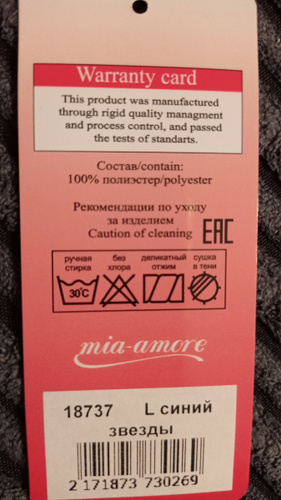 Warranty card
This product was manufactured
through rigid quality managment
and process control, and passed
the tests of standarts.
Состав/contain:
100% полиэстер/polyester
Рекомендации по уходу
за изделием
Caution of cleaning
EAC
ручная стирка
без хлора
деликатный отжим
сушка в тени
30°C
mia-amore
18737 L синий
звезды
2 171873 730269